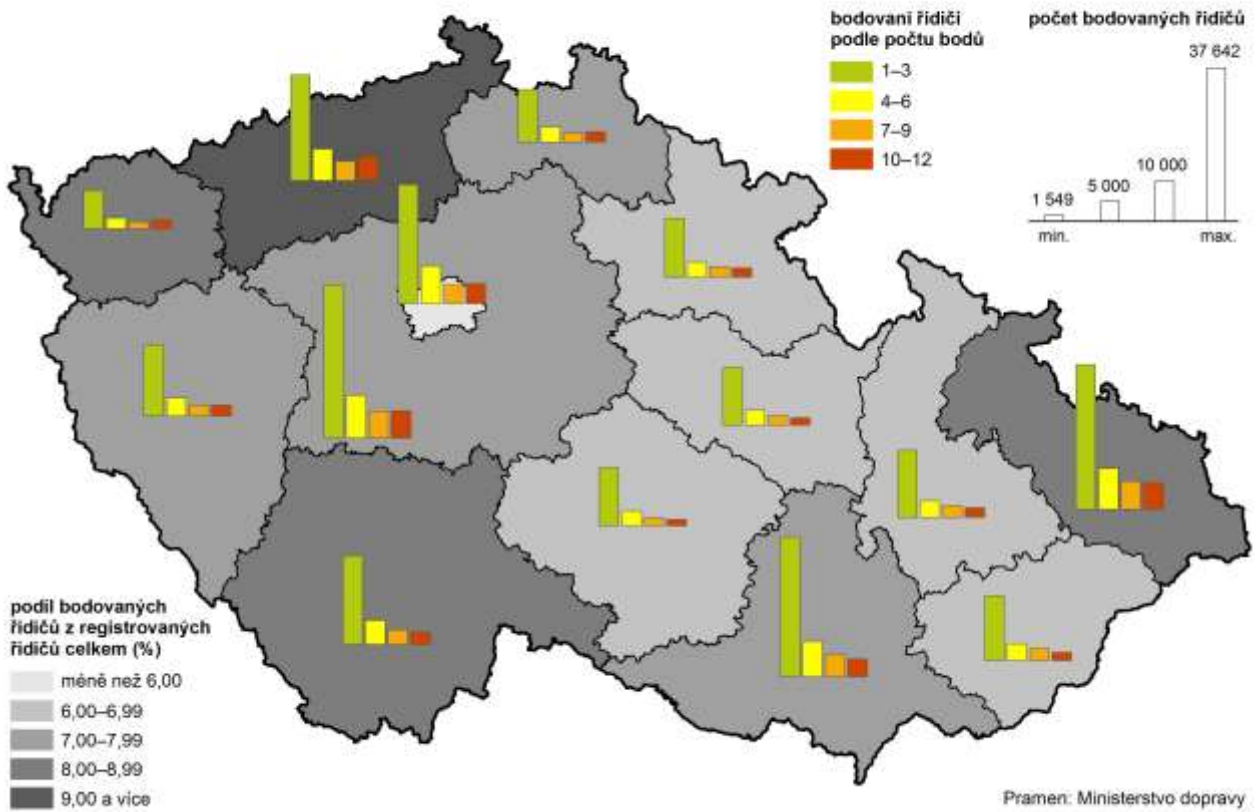 bodovaní řidiči
podle počtu bodů
1–3
4–6
7–9
10–12
počet bodovaných řidičů
37 642
10 000
5 000
1 549
min.
max.
podíl bodovaných
řidičů z registrovaných
řidičů celkem (%)
méně než 6,00
6,00–6,99
7,00–7,99
8,00–8,99
9,00 a více
Pramen: Ministerstvo dopravy